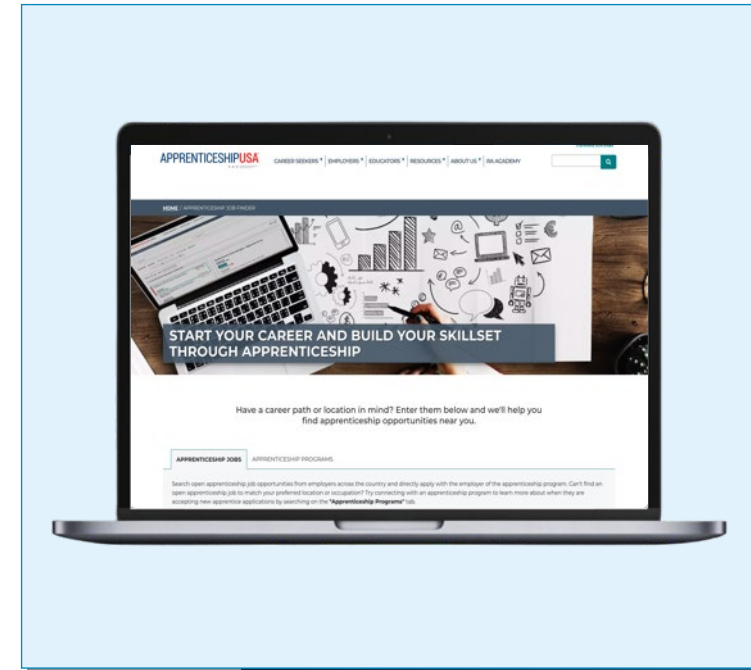 APPRENTICESHIPUSA
CAREER SEEKERS EMPLOYERS EDUCATORS RESOURCES ABOUT US RA ACADEMY
HOME / APPRENTICESHIP JOB FINDER
START YOUR CAREER AND BUILD YOUR SKILLSET
THROUGH APPRENTICESHIP
Have a career path or location in mind? Enter them below and we'll help you
find apprenticeship opportunities near you.
APPRENTICESHIP JOBS APPRENTICESHIP PROGRAMS
Search open apprenticeship job opportunities from employers across the country and directly apply with the employer of the apprenticeship program. Can't find an
open apprenticeship job to match your preferred location or occupation? Try connecting with an apprenticeship program to learn more about when they are
accepting new apprentice applications by searching on the "Apprenticeship Programs" tab.